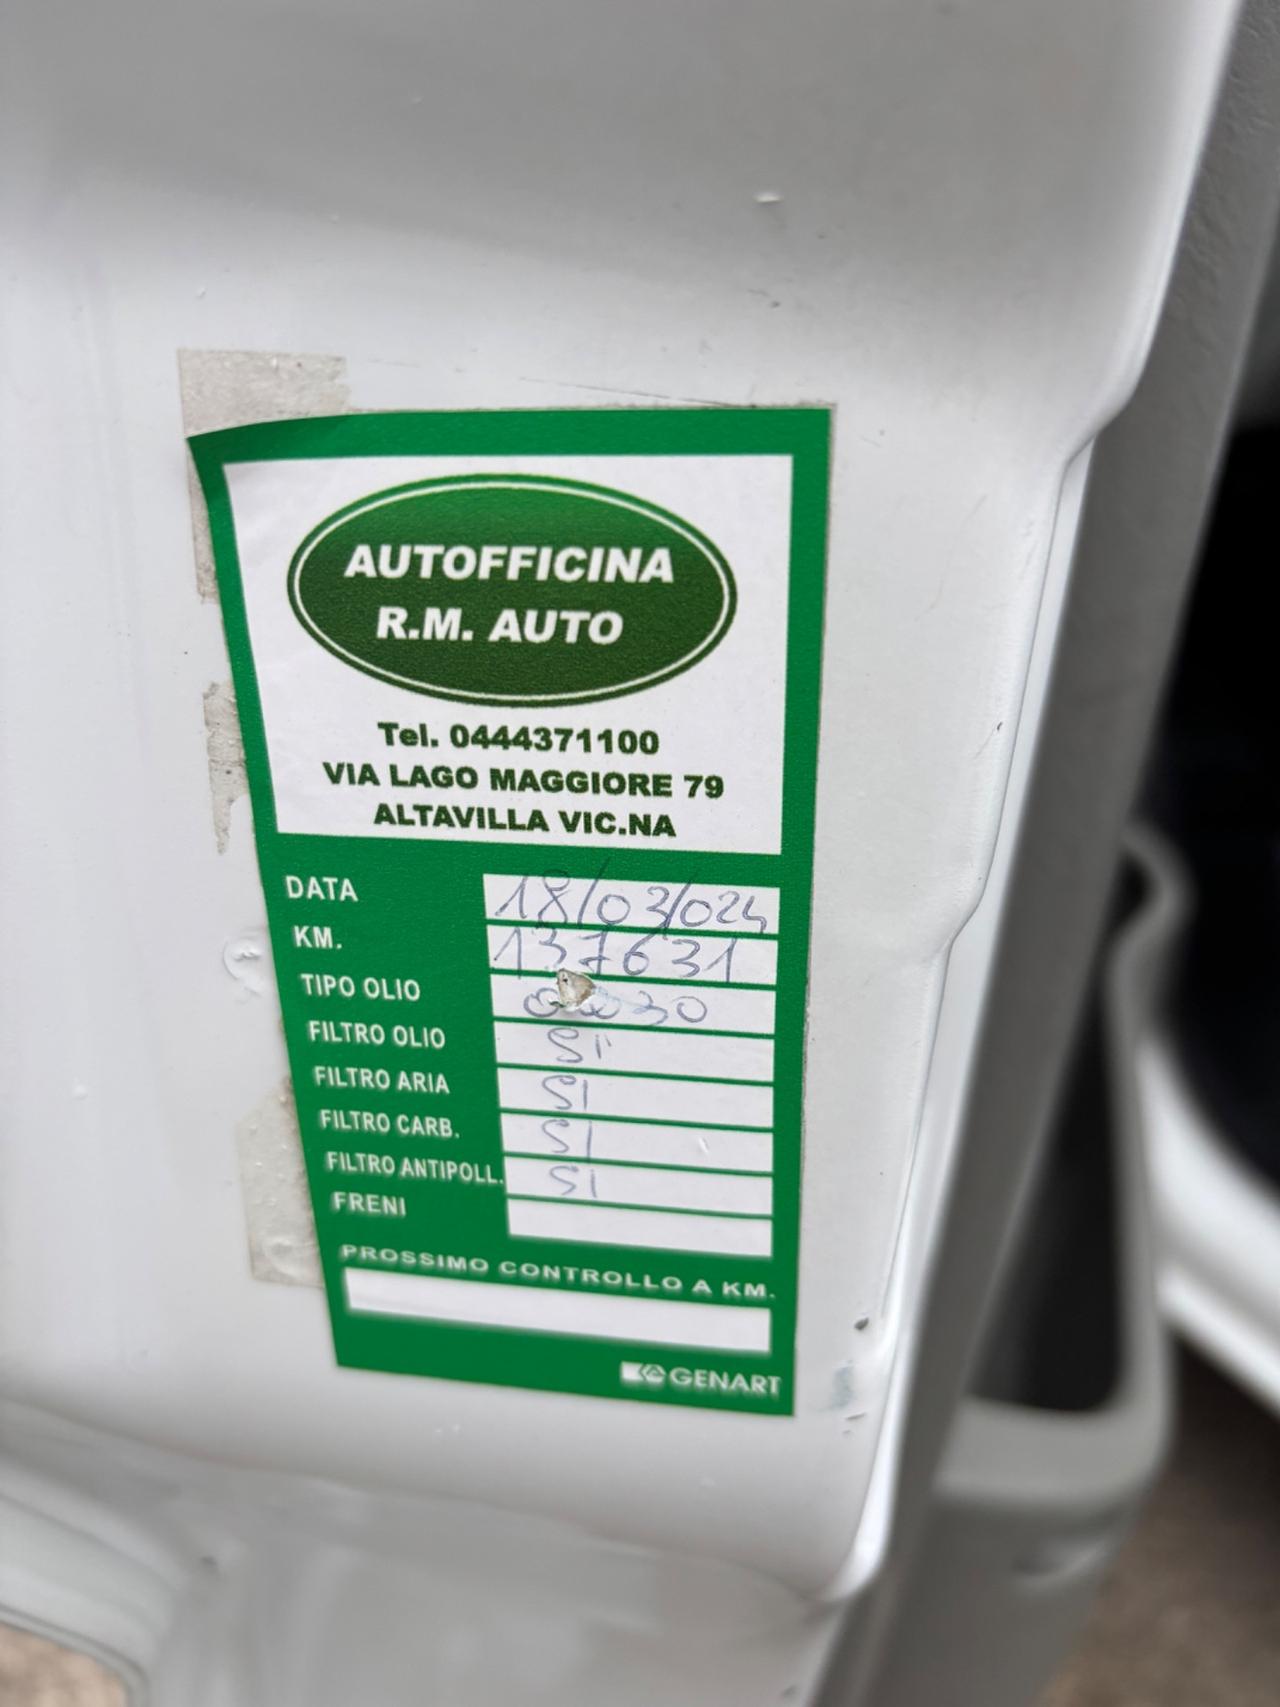 AUTOFFICINA
R.M. AUTO
Tel. 0444371100
VIA LAGO MAGGIORE 79
ALTAVILLA VIC.NA
DATA 18/03/024
KM. 137631
TIPO OLIO 0W30
FILTRO OLIO SI
FILTRO ARIA SI
FILTRO CARB. SI
FILTRO ANTIPOLL. SI
FRENI
PROSSIMO CONTROLLO A KM.
GENART